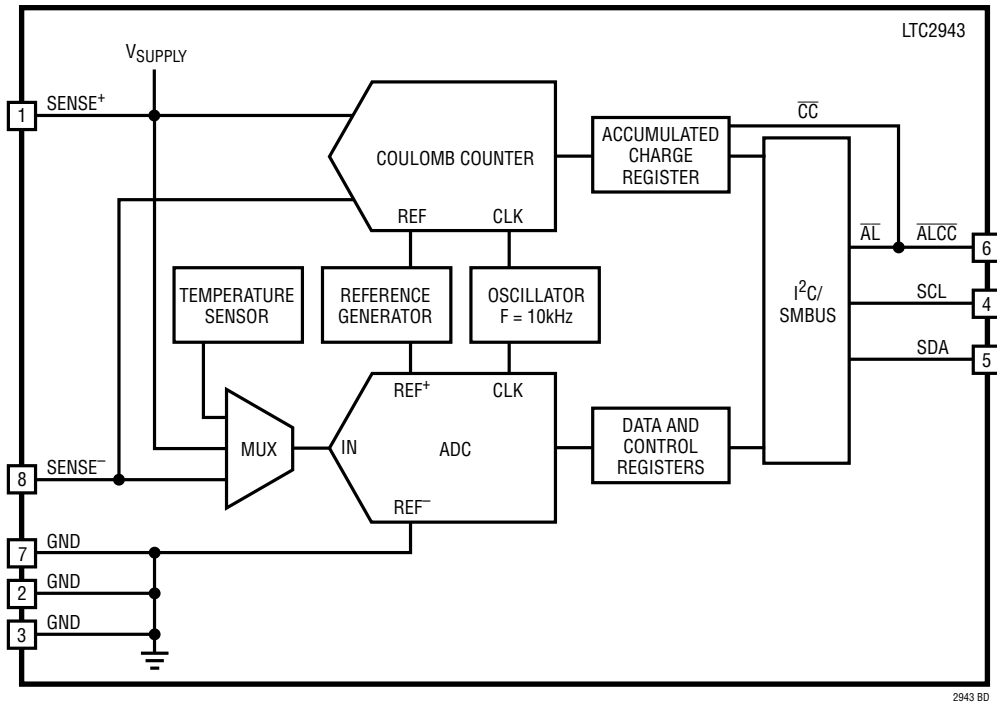 LTC2943
VSUPPLY
1
SENSE+
CC
COULOMB COUNTER
ACCUMULATED
CHARGE
REGISTER
REF
CLK
AL
ALCC
6
TEMPERATURE
SENSOR
REFERENCE
GENERATOR
OSCILLATOR
F = 10kHz
I2C/
SMBUS
SCL
4
SDA
5
REF+
CLK
MUX
IN
ADC
DATA AND
CONTROL
REGISTERS
8
SENSE–
REF–
7
GND
2
GND
3
GND
2943 BD